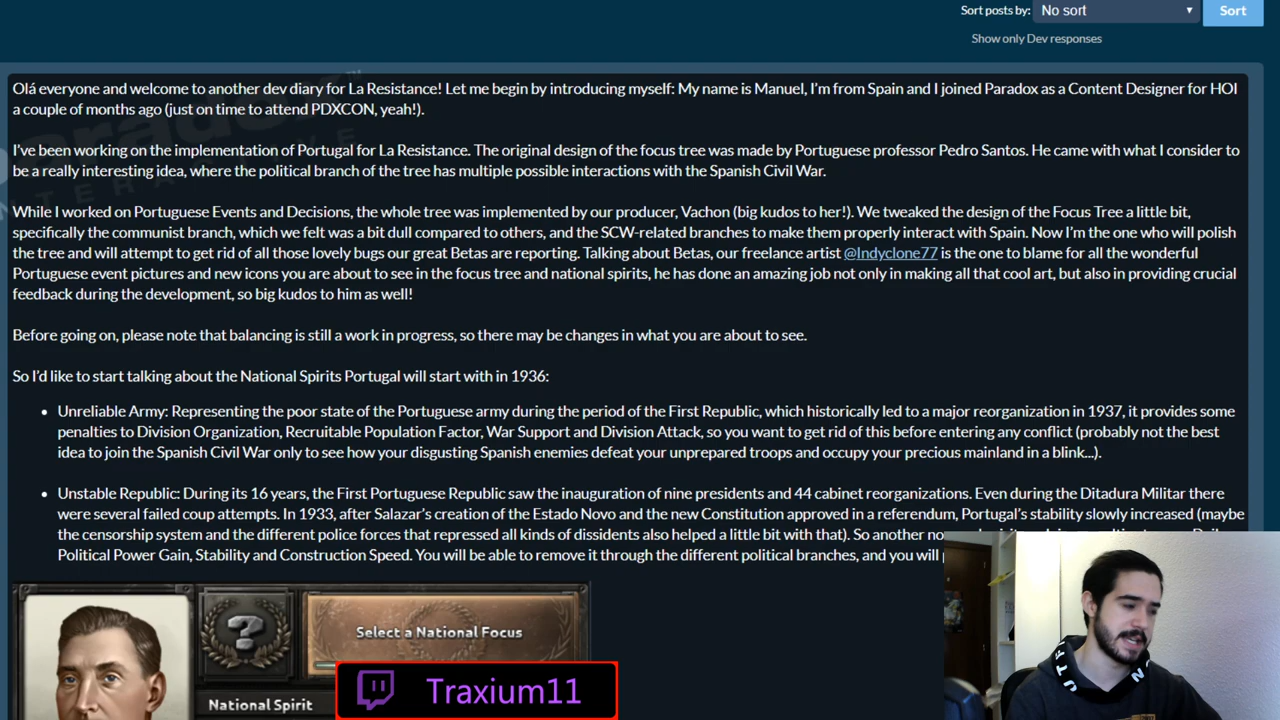 Sort posts by: No sort Sort
Show only Dev responses
Olá everyone and welcome to another dev diary for La Resistance! Let me begin by introducing myself: My name is Manuel, I'm from Spain and I joined Paradox as a Content Designer for HOI
a couple of months ago (just on time to attend PDXCON, yeah!).
I've been working on the implementation of Portugal for La Resistance. The original design of the focus tree was made by Portuguese professor Pedro Santos. He came with what I consider to
be a really interesting idea, where the political branch of the tree has multiple possible interactions with the Spanish Civil War.
While I worked on Portuguese Events and Decisions, the whole tree was implemented by our producer, Vachon (big kudos to her!). We tweaked the design of the Focus Tree a little bit,
specifically the communist branch, which we felt was a bit dull compared to others, and the SCW-related branches to make them properly interact with Spain. Now I'm the one who will polish
the tree and will attempt to get rid of all those lovely bugs our great Betas are reporting. Talking about Betas, our freelance artist @Indyclone77 is the one to blame for all the wonderful
Portuguese event pictures and new icons you are about to see in the focus tree and national spirits, he has done an amazing job not only in making all that cool art, but also in providing crucial
feedback during the development, so big kudos to him as well!
Before going on, please note that balancing is still a work in progress, so there may be changes in what you are about to see.
So I'd like to start talking about the National Spirits Portugal will start with in 1936:
• Unreliable Army: Representing the poor state of the Portuguese army during the period of the First Republic, which historically led to a major reorganization in 1937, it provides some
penalties to Division Organization, Recruitable Population Factor, War Support and Division Attack, so you want to get rid of this before entering any conflict (probably not the best
idea to join the Spanish Civil War only to see how your disgusting Spanish enemies defeat your unprepared troops and occupy your precious mainland in a blink...).
• Unstable Republic: During its 16 years, the First Portuguese Republic saw the inauguration of nine presidents and 44 cabinet reorganizations. Even during the Ditadura Militar there
were several failed coup attempts. In 1933, after Salazar's creation of the Estado Novo and the new Constitution approved in a referendum, Portugal's stability slowly increased (maybe
the censorship system and the different police forces that repressed all kinds of dissidents also helped a little bit with that). So another
Political Power Gain, Stability and Construction Speed. You will be able to remove it through the different political branches, and you will
Select a National Focus
National Spirit
Traxium11